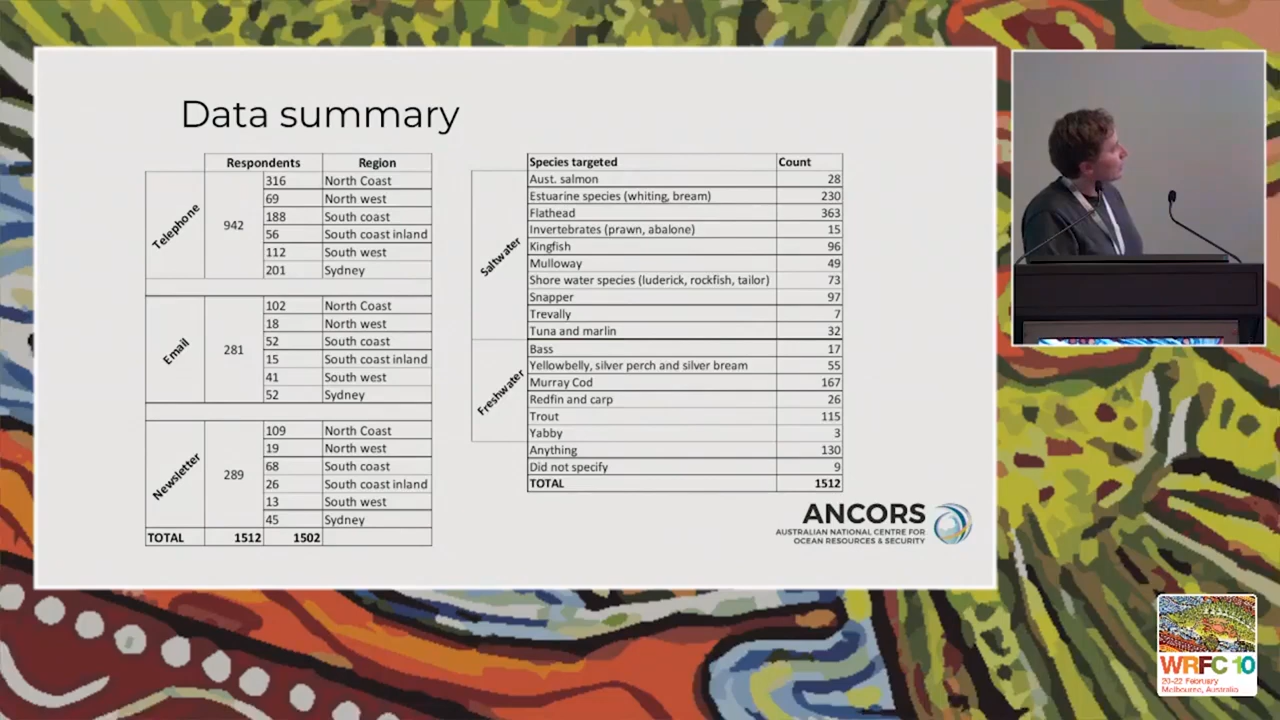 Data summary
Respondents Region
Telephone 942
316 North Coast
69 North west
188 South coast
56 South coast inland
112 South west
201 Sydney
Email 281
102 North Coast
18 North west
52 South coast
15 South coast inland
41 South west
52 Sydney
Newsletter 289
109 North Coast
19 North west
68 South coast
26 South coast inland
13 South west
45 Sydney
TOTAL 1512 1502
Species targeted Count
Saltwater
Aust. salmon 28
Estuarine species (whiting, bream) 230
Flathead 363
Invertebrates (prawn, abalone) 15
Kingfish 96
Mulloway 49
Shore water species (luderick, rockfish, tailor) 73
Snapper 97
Trevally 7
Tuna and marlin 32
Freshwater
Bass 17
Yellowbelly, silver perch and silver bream 55
Murray Cod 167
Redfin and carp 26
Trout 115
Yabby 3
Anything 130
Did not specify 9
TOTAL 1512
ANCORS
AUSTRALIAN NATIONAL CENTRE FOR
OCEAN RESOURCES & SECURITY
WRFC 10
20-22 February
Melbourne, Australia